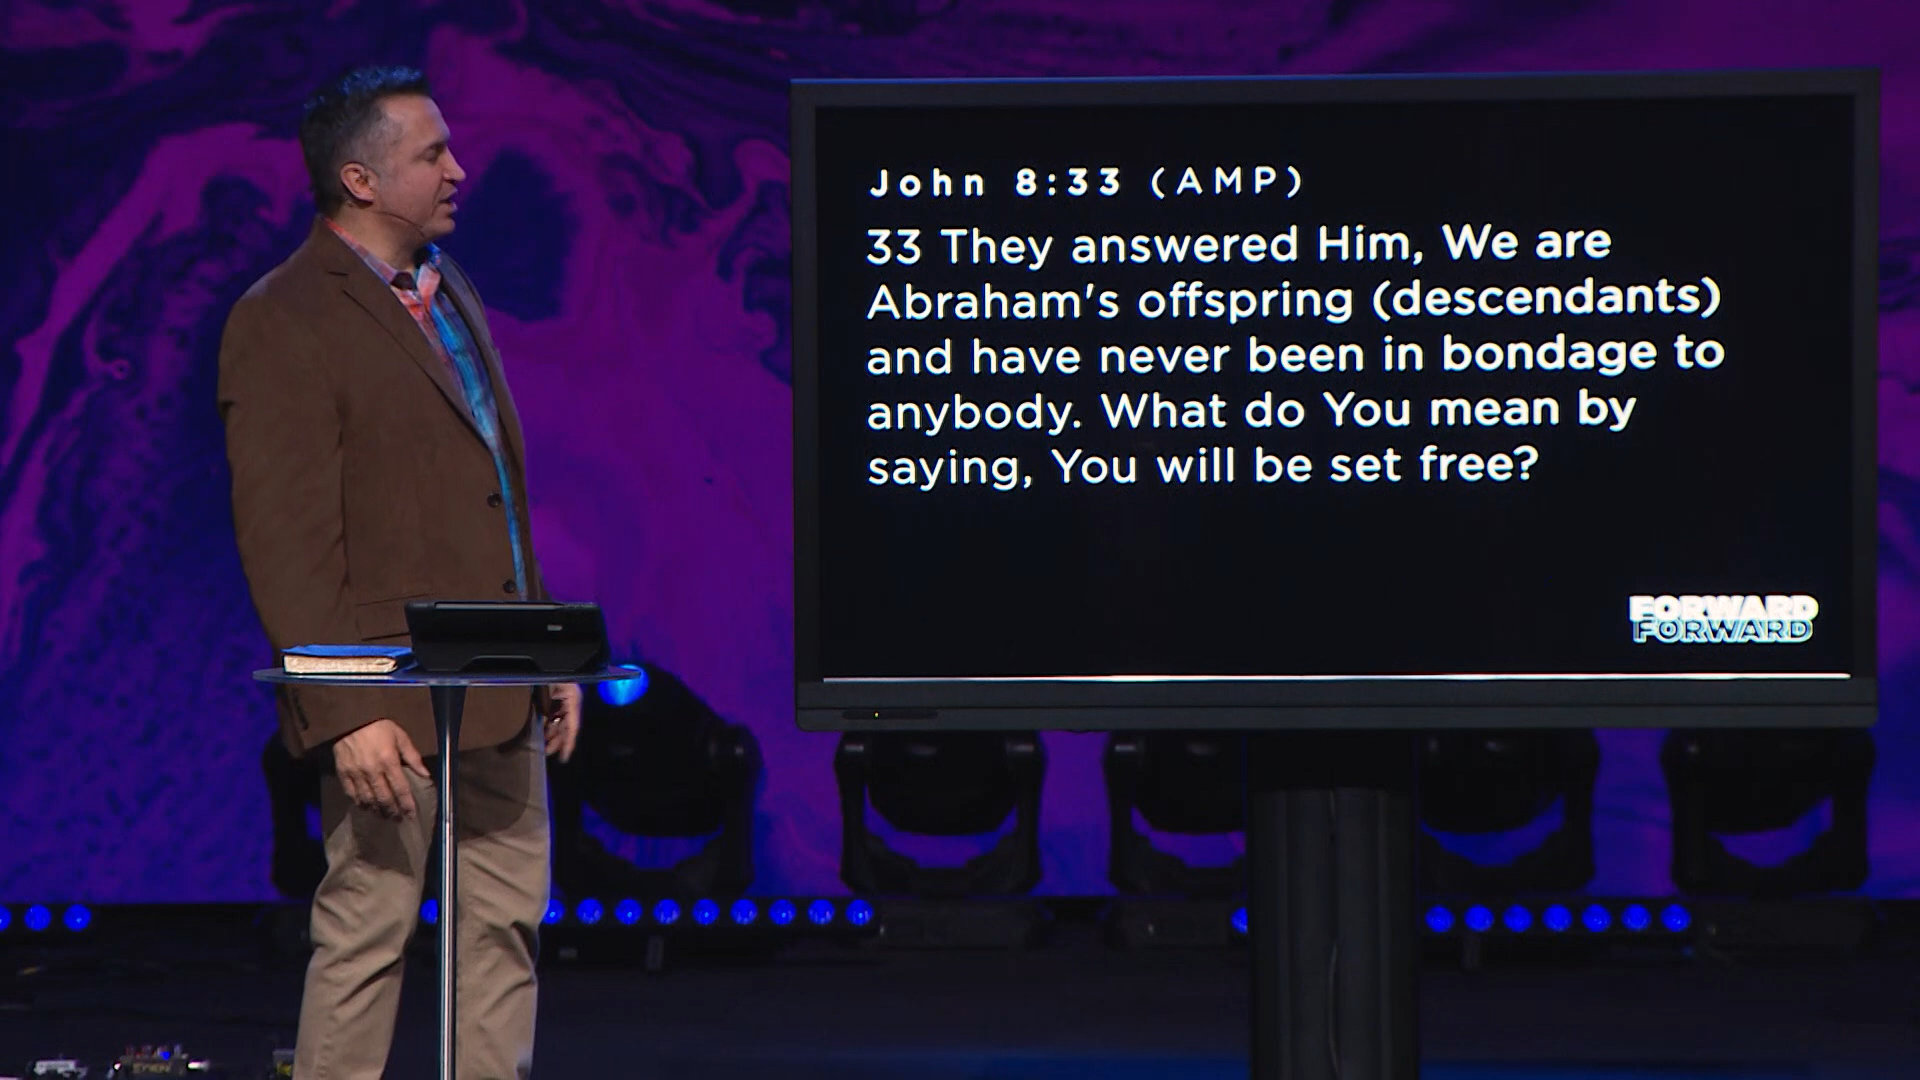 John 8:33 (AMP)
33 They answered Him, We are
Abraham's offspring (descendants)
and have never been in bondage to
anybody. What do You mean by
saying, You will be set free?
FORWARD
FORWARD